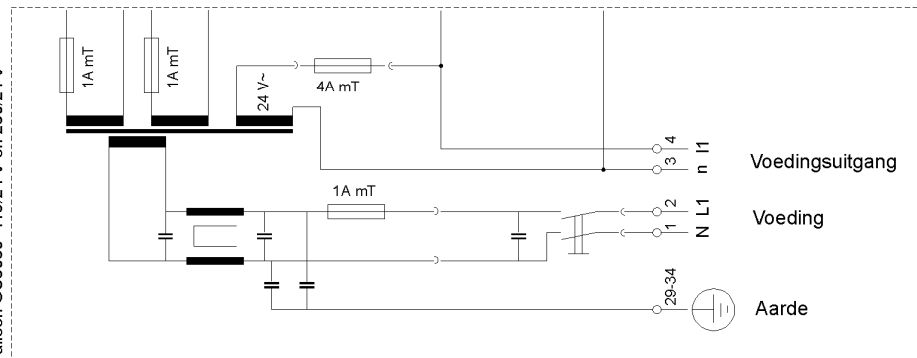 1A mT
1A mT
24 V~
4A mT
4 l1
3 n
Voedingsuitgang
1A mT
2 L1
Voeding
1 N
29-34
Aarde